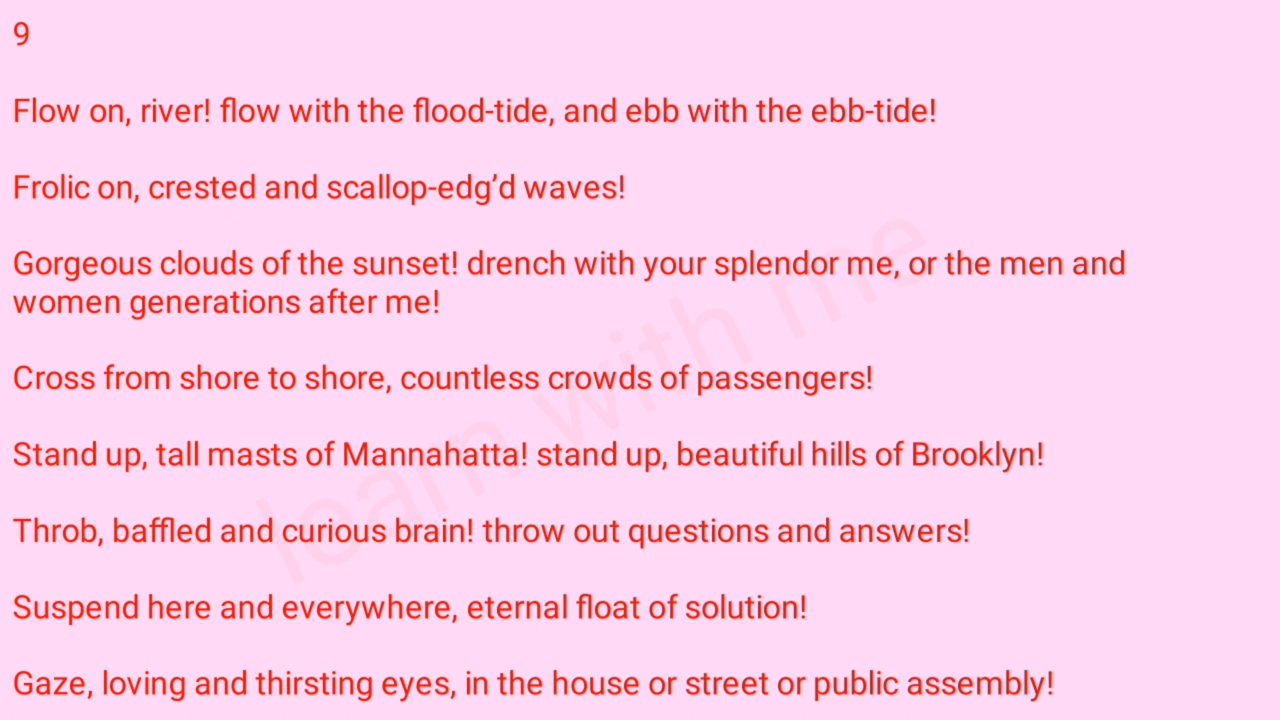 9
Flow on, river! flow with the flood-tide, and ebb with the ebb-tide!
Frolic on, crested and scallop-edg’d waves!
Gorgeous clouds of the sunset! drench with your splendor me, or the men and
women generations after me!
Cross from shore to shore, countless crowds of passengers!
Stand up, tall masts of Mannahatta! stand up, beautiful hills of Brooklyn!
Throb, baffled and curious brain! throw out questions and answers!
Suspend here and everywhere, eternal float of solution!
Gaze, loving and thirsting eyes, in the house or street or public assembly!
learn with me